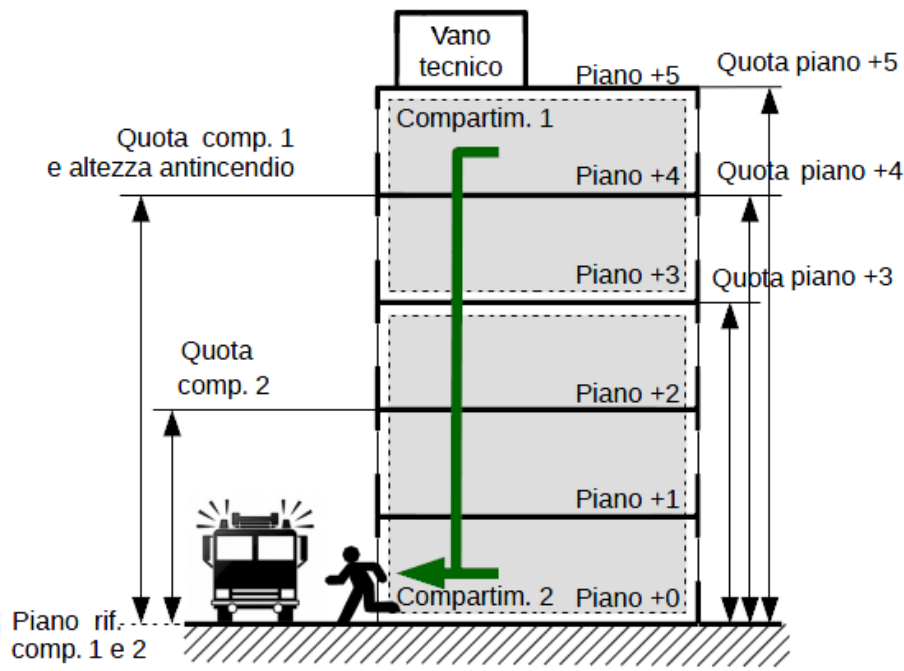 Vano
tecnico
Piano +5
Quota piano +5
Compartim. 1
Quota comp. 1
e altezza antincendio
Piano +4
Quota piano +4
Piano +3
Quota piano +3
Quota
comp. 2
Piano +2
Piano +1
Compartim. 2
Piano +0
Piano rif.
comp. 1 e 2